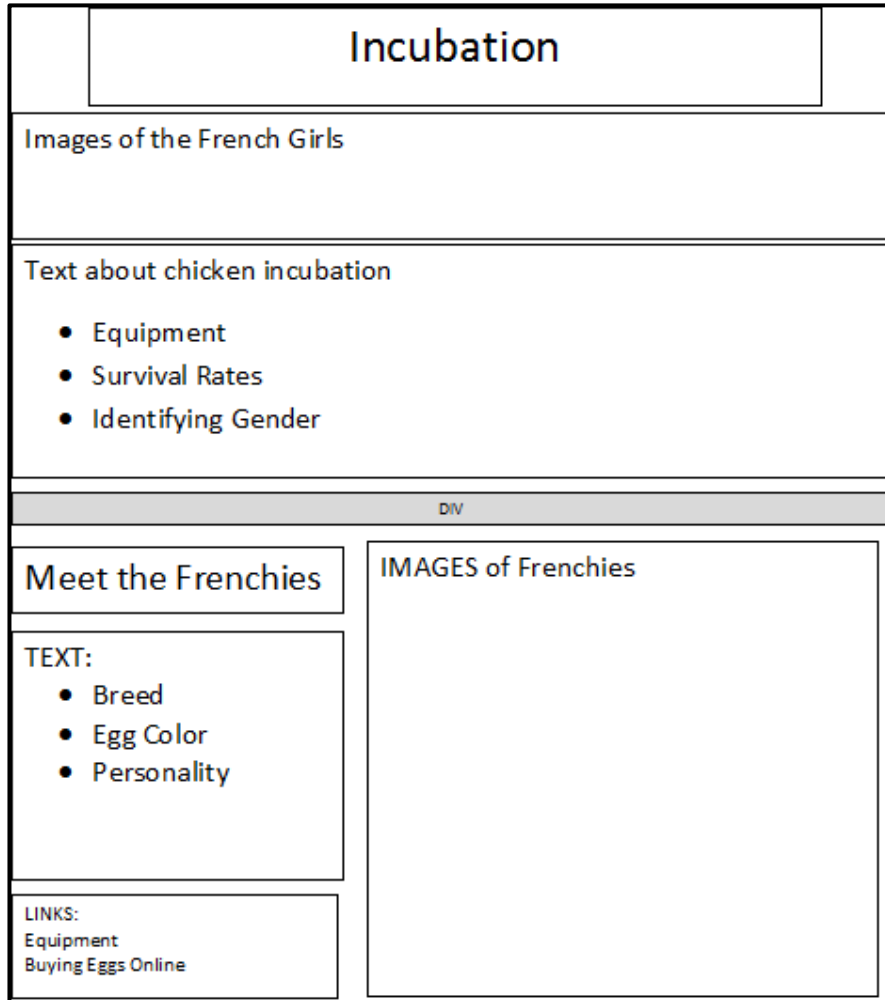 Incubation
Images of the French Girls
Text about chicken incubation
• Equipment
• Survival Rates
• Identifying Gender
DIV
Meet the Frenchies
TEXT:
• Breed
• Egg Color
• Personality
LINKS:
Equipment
Buying Eggs Online
IMAGES of Frenchies